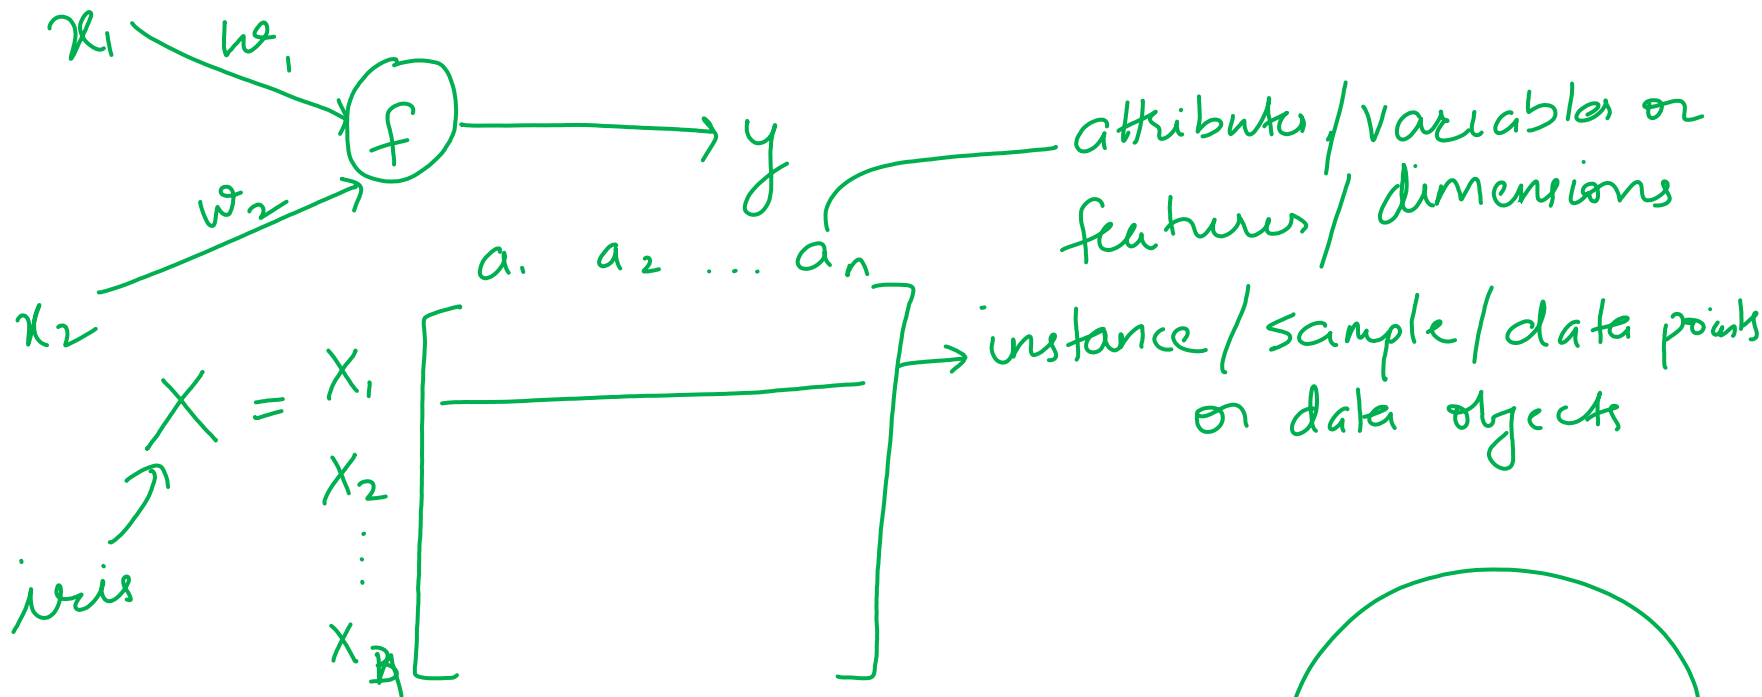 x₁ w₁
f
y
attributes/variables or
w₂
features/dimensions
a₁ a₂ ... aₙ
x₂
instance/sample/data points
X = X₁
or data objects
X₂
⋮
iris
X